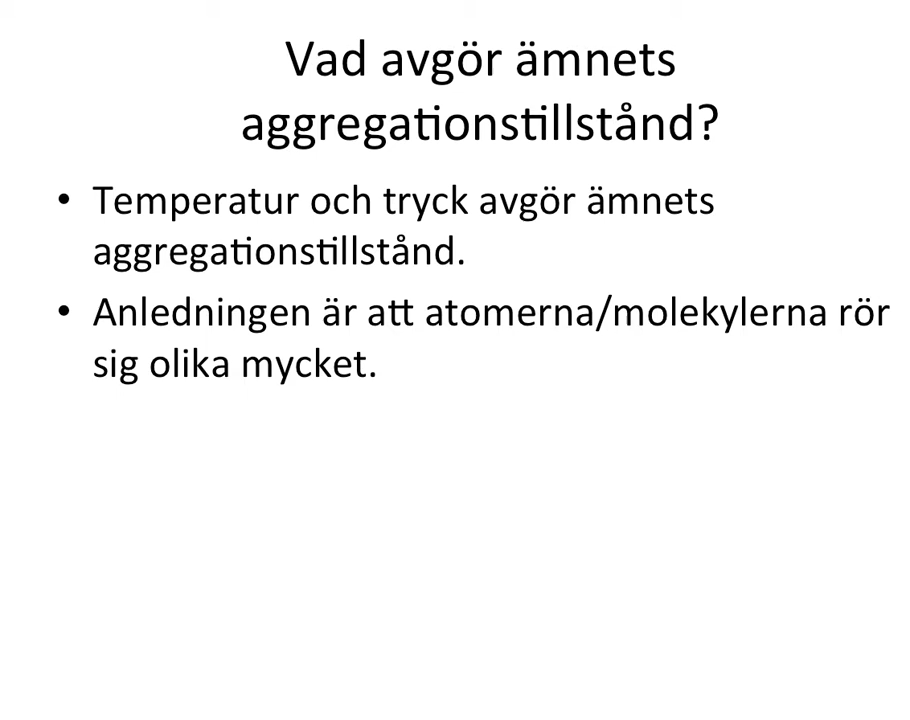 Vad avgör ämnets
aggregationstillstånd?
• Temperatur och tryck avgör ämnets
aggregationstillstånd.
• Anledningen är att atomerna/molekylerna rör
sig olika mycket.